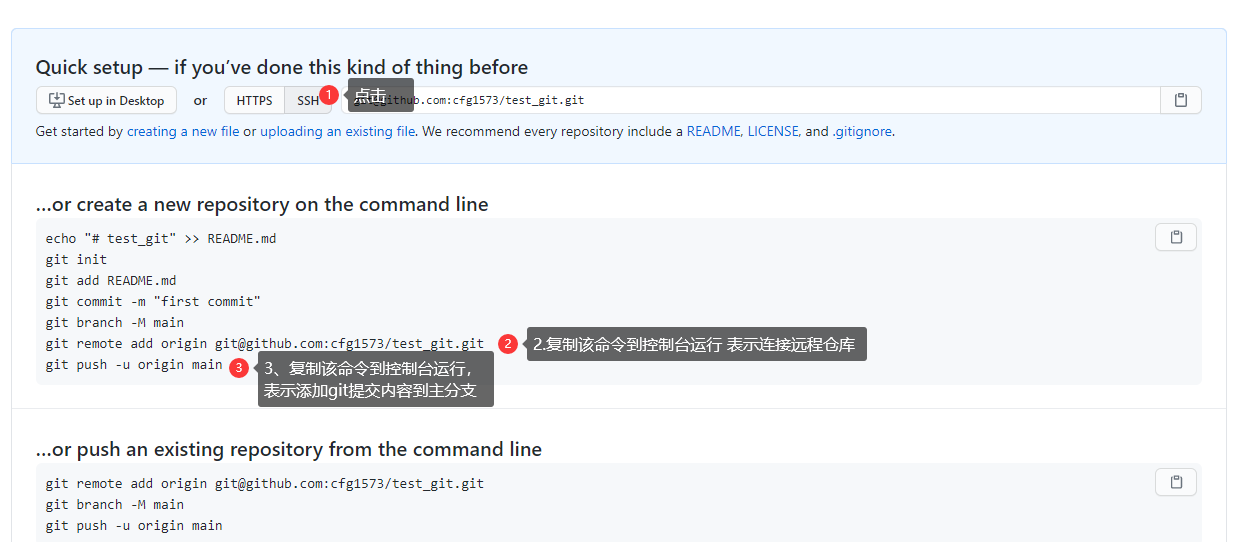 Quick setup — if you've done this kind of thing before
Set up in Desktop or HTTPS SSH 1 点击 github.com:cfg1573/test_git.git
Get started by creating a new file or uploading an existing file. We recommend every repository include a README, LICENSE, and .gitignore.
...or create a new repository on the command line
echo "# test_git" >> README.md
git init
git add README.md
git commit -m "first commit"
git branch -M main
git remote add origin git@github.com:cfg1573/test_git.git 2 2.复制该命令到控制台运行 表示连接远程仓库
git push -u origin main 3 3、复制该命令到控制台运行，
表示添加git提交内容到主分支
...or push an existing repository from the command line
git remote add origin git@github.com:cfg1573/test_git.git
git branch -M main
git push -u origin main